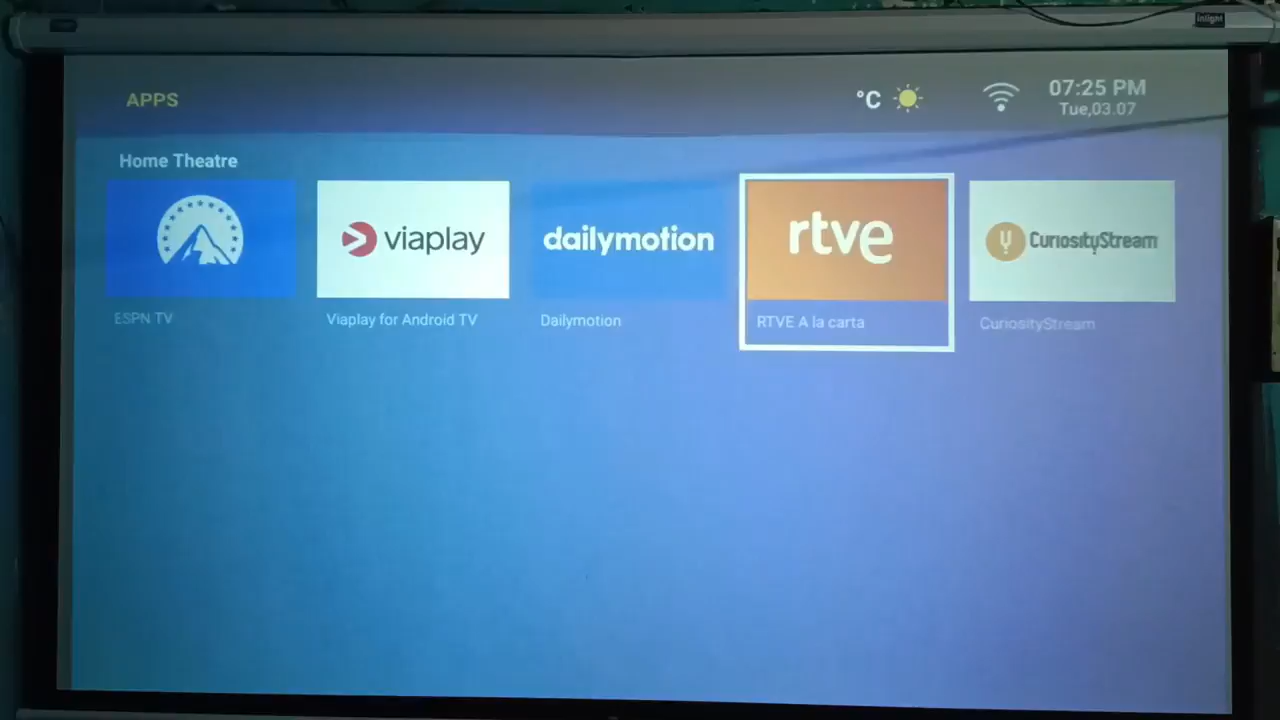 inlight
APPS
°C
07:25 PM
Tue,03.07
Home Theatre
viaplay
dailymotion
rtve
CURIOSITYSTREAM
ESPN TV
Viaplay for Android TV
Dailymotion
RTVE A la carta
CuriosityStream